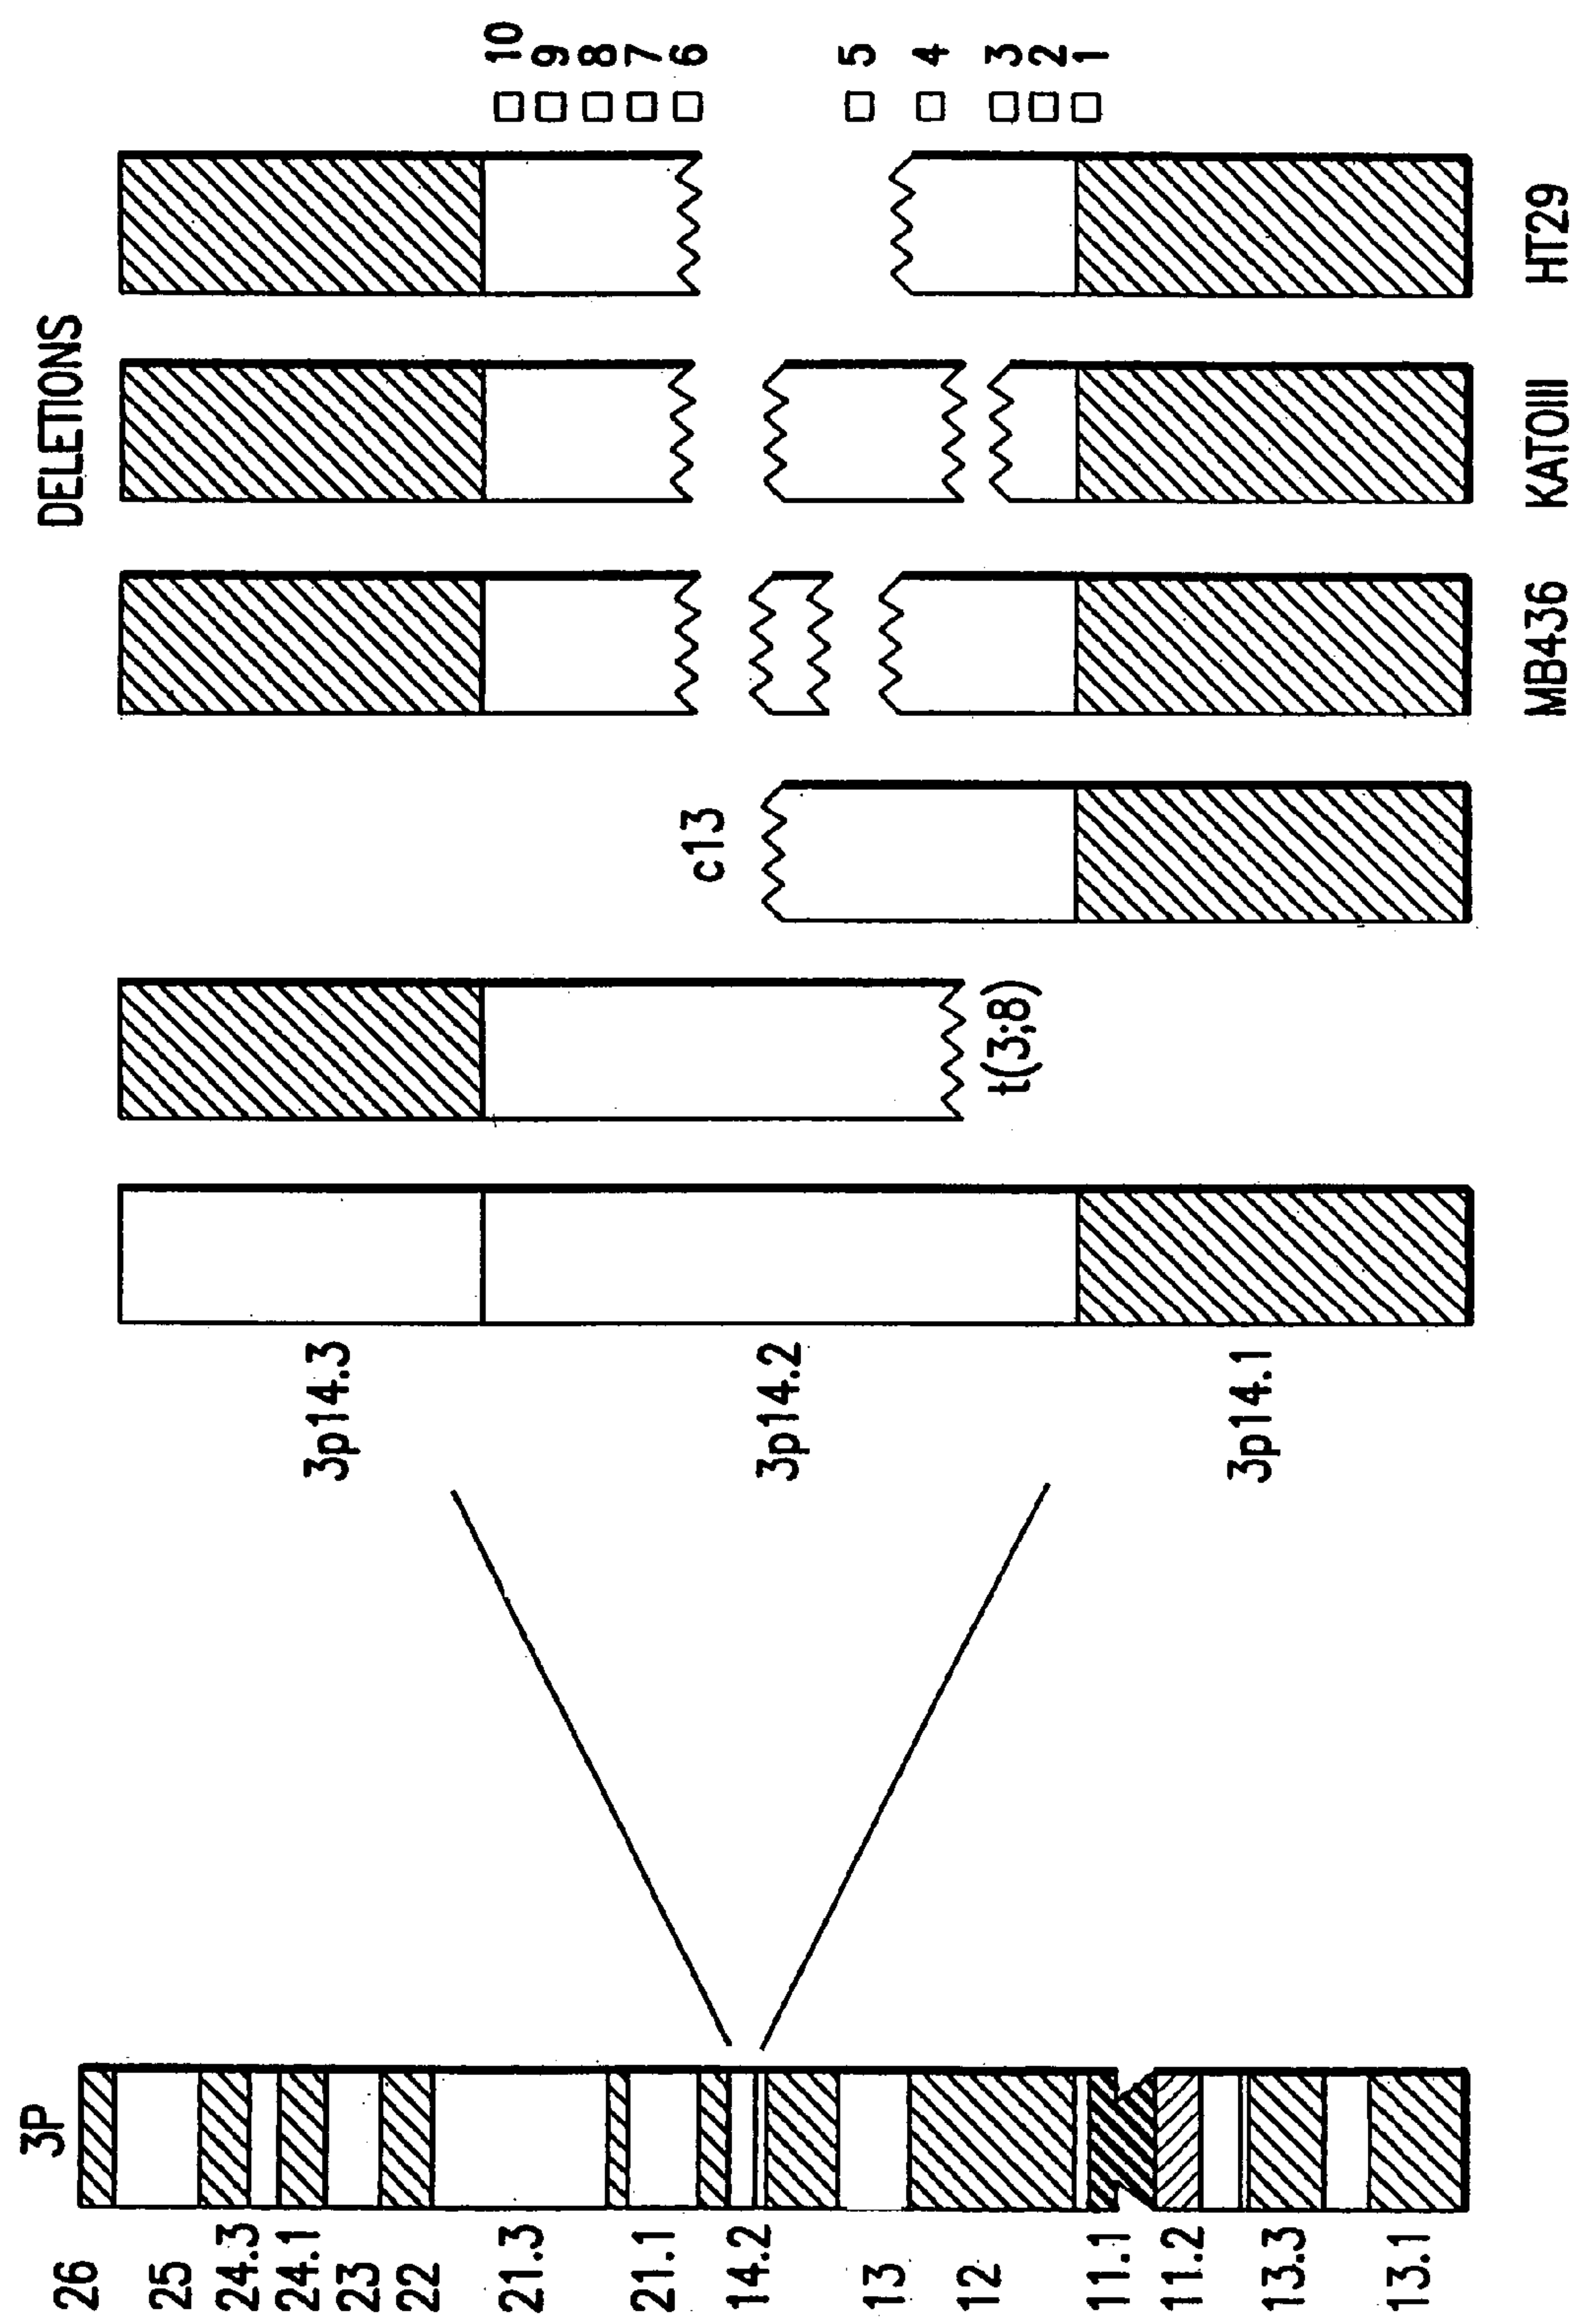 3P
26
25
24.3
24.1
23
22
21.3
21.1
14.2
13
12
11.1
11.2
13.3
13.1
3p14.3
3p14.2
3p14.1
t(3;8)
c13
DELETIONS
MB436
KATOIII
HT29
10
9
8
7
6
5
4
3
2
1